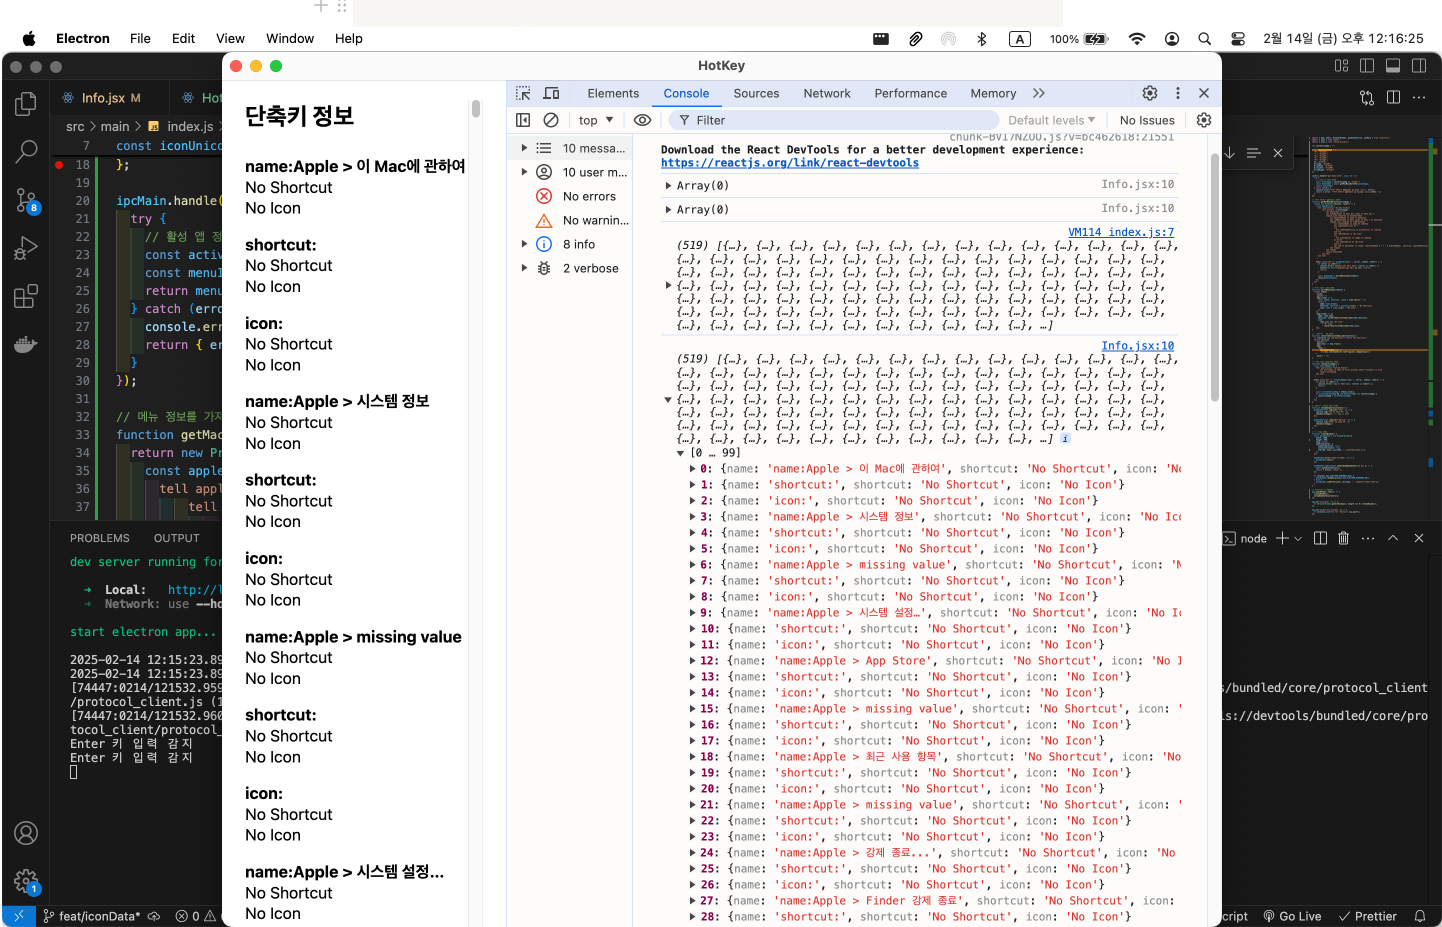 Electron File Edit View Window Help
100% A 2월 14일 (금) 오후 12:16:25
HotKey
Info.jsx M
src > main > index.js >
7 const iconUnico
18 };
19
20 ipcMain.handle(
21 try {
22 // 활성 앱 정
23 const activ
24 const menuI
25 return menu
26 } catch (erro
27 console.err
28 return { er
29 }
30 });
31
32 // 메뉴 정보를 가져
33 function getMac
34 return new Pr
35 const apple
36 tell appl
37 tell
PROBLEMS OUTPUT
dev server running for
➜ Local: http://l
➜ Network: use --ho
start electron app...
2025-02-14 12:15:23.89
2025-02-14 12:15:23.89
[74447:0214/121532.959
/protocol_client.js (1
[74447:0214/121532.960
tocol_client/protocol_
Enter 키 입력 감지
Enter 키 입력 감지
8
1
feat/iconData* 0
단축키 정보
name:Apple > 이 Mac에 관하여
No Shortcut
No Icon
shortcut:
No Shortcut
No Icon
icon:
No Shortcut
No Icon
name:Apple > 시스템 정보
No Shortcut
No Icon
shortcut:
No Shortcut
No Icon
icon:
No Shortcut
No Icon
name:Apple > missing value
No Shortcut
No Icon
shortcut:
No Shortcut
No Icon
icon:
No Shortcut
No Icon
name:Apple > 시스템 설정...
No Shortcut
No Icon
Elements Console Sources Network Performance Memory
top Filter Default levels No Issues
10 messa...
10 user m...
No errors
No warnin...
8 info
2 verbose
Download the React DevTools for a better development experience:
https://reactjs.org/link/react-devtools
Array(0) Info.jsx:10
Array(0) Info.jsx:10
VM114 index.js:7
(519) [{…}, {…}, {…}, {…}, {…}, {…}, {…}, {…}, {…}, {…}, {…}, {…}, {…}, {…},
{…}, {…}, {…}, {…}, {…}, {…}, {…}, {…}, {…}, {…}, {…}, {…}, {…}, {…}, {…},
{…}, {…}, {…}, {…}, {…}, {…}, {…}, {…}, {…}, {…}, {…}, {…}, {…}, {…}, {…},
{…}, {…}, {…}, {…}, {…}, {…}, {…}, {…}, {…}, {…}, {…}, {…}, {…}, {…}, {…},
{…}, {…}, {…}, {…}, {…}, {…}, {…}, {…}, {…}, {…}, {…}, {…}, {…}, {…}, {…},
{…}, {…}, {…}, {…}, {…}, {…}, {…}, {…}, {…}, {…}, {…}, {…}, {…}, {…}, {…},
{…}, {…}, {…}, {…}, {…}, {…}, {…}, {…}, {…}, {…}, {…}, …]
Info.jsx:10
(519) [{…}, {…}, {…}, {…}, {…}, {…}, {…}, {…}, {…}, {…}, {…}, {…}, {…}, {…},
{…}, {…}, {…}, {…}, {…}, {…}, {…}, {…}, {…}, {…}, {…}, {…}, {…}, {…}, {…},
{…}, {…}, {…}, {…}, {…}, {…}, {…}, {…}, {…}, {…}, {…}, {…}, {…}, {…}, {…},
{…}, {…}, {…}, {…}, {…}, {…}, {…}, {…}, {…}, {…}, {…}, {…}, {…}, {…}, {…},
{…}, {…}, {…}, {…}, {…}, {…}, {…}, {…}, {…}, {…}, {…}, {…}, {…}, {…}, {…},
{…}, {…}, {…}, {…}, {…}, {…}, {…}, {…}, {…}, {…}, {…}, {…}, {…}, {…}, {…},
{…}, {…}, {…}, {…}, {…}, {…}, {…}, {…}, {…}, {…}, {…}, …] i
[0 … 99]
0: {name: 'name:Apple > 이 Mac에 관하여', shortcut: 'No Shortcut', icon: 'No
1: {name: 'shortcut:', shortcut: 'No Shortcut', icon: 'No Icon'}
2: {name: 'icon:', shortcut: 'No Shortcut', icon: 'No Icon'}
3: {name: 'name:Apple > 시스템 정보', shortcut: 'No Shortcut', icon: 'No Ico
4: {name: 'shortcut:', shortcut: 'No Shortcut', icon: 'No Icon'}
5: {name: 'icon:', shortcut: 'No Shortcut', icon: 'No Icon'}
6: {name: 'name:Apple > missing value', shortcut: 'No Shortcut', icon: 'N
7: {name: 'shortcut:', shortcut: 'No Shortcut', icon: 'No Icon'}
8: {name: 'icon:', shortcut: 'No Shortcut', icon: 'No Icon'}
9: {name: 'name:Apple > 시스템 설정…', shortcut: 'No Shortcut', icon: 'No Ic
10: {name: 'shortcut:', shortcut: 'No Shortcut', icon: 'No Icon'}
11: {name: 'icon:', shortcut: 'No Shortcut', icon: 'No Icon'}
12: {name: 'name:Apple > App Store', shortcut: 'No Shortcut', icon: 'No I
13: {name: 'shortcut:', shortcut: 'No Shortcut', icon: 'No Icon'}
14: {name: 'icon:', shortcut: 'No Shortcut', icon: 'No Icon'}
15: {name: 'name:Apple > missing value', shortcut: 'No Shortcut', icon: '
16: {name: 'shortcut:', shortcut: 'No Shortcut', icon: 'No Icon'}
17: {name: 'icon:', shortcut: 'No Shortcut', icon: 'No Icon'}
18: {name: 'name:Apple > 최근 사용 항목', shortcut: 'No Shortcut', icon: 'No
19: {name: 'shortcut:', shortcut: 'No Shortcut', icon: 'No Icon'}
20: {name: 'icon:', shortcut: 'No Shortcut', icon: 'No Icon'}
21: {name: 'name:Apple > missing value', shortcut: 'No Shortcut', icon: '
22: {name: 'shortcut:', shortcut: 'No Shortcut', icon: 'No Icon'}
23: {name: 'icon:', shortcut: 'No Shortcut', icon: 'No Icon'}
24: {name: 'name:Apple > 강제 종료...', shortcut: 'No Shortcut', icon: 'No
25: {name: 'shortcut:', shortcut: 'No Shortcut', icon: 'No Icon'}
26: {name: 'icon:', shortcut: 'No Shortcut', icon: 'No Icon'}
27: {name: 'name:Apple > Finder 강제 종료', shortcut: 'No Shortcut', icon:
28: {name: 'shortcut:', shortcut: 'No Shortcut', icon: 'No Icon'}
node
s/bundled/core/protocol_client
ls://devtools/bundled/core/pro
cript Go Live Prettier